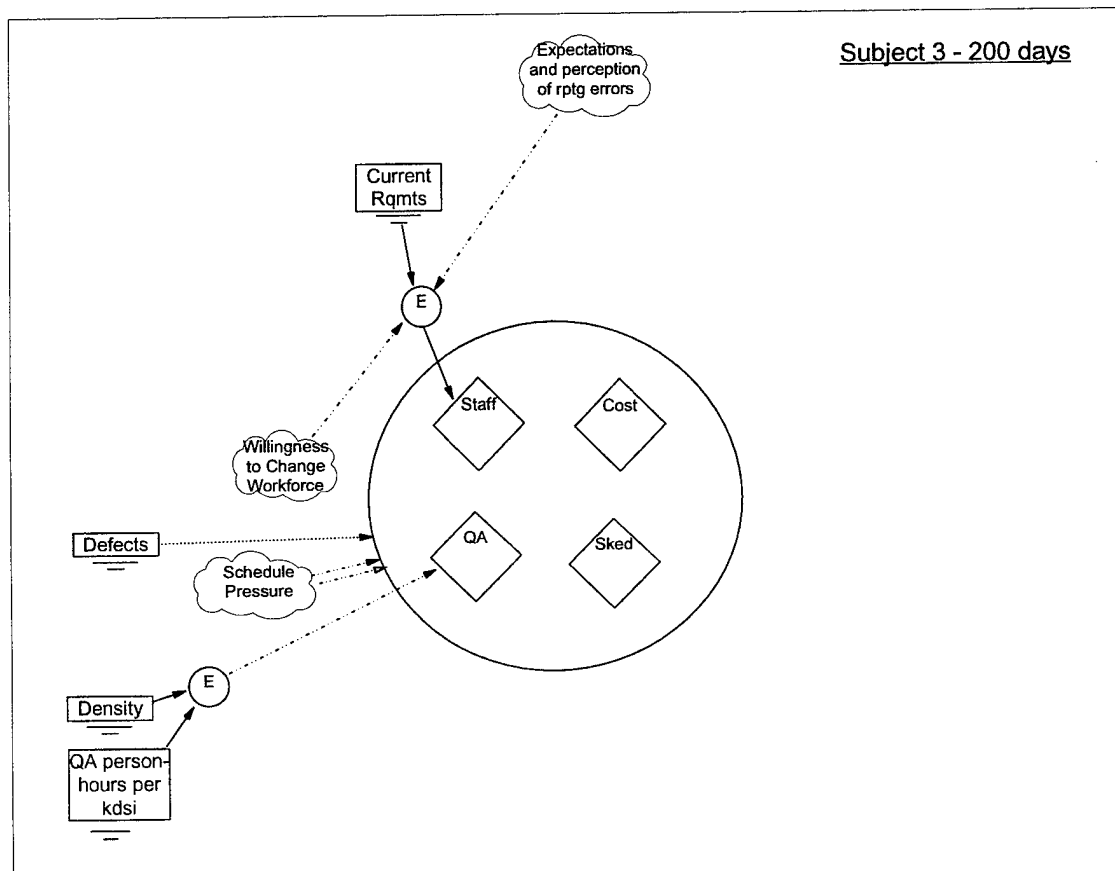 Subject 3 - 200 days
Expectations
and perception
of rptg errors
Current
Rqmts
E
Staff
Cost
Willingness
to Change
Workforce
Defects
QA
Sked
Schedule
Pressure
E
Density
QA person-
hours per
kdsi